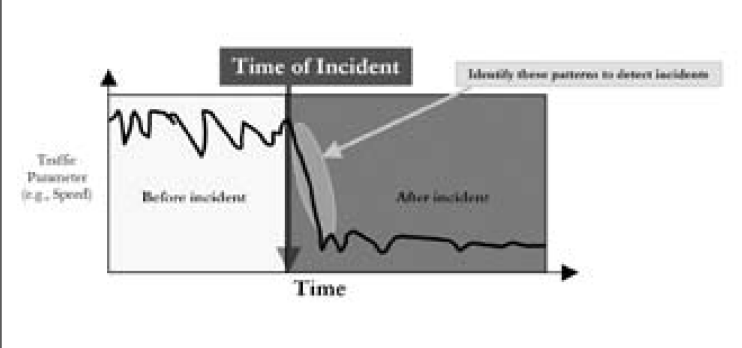 Time of Incident
Identify these patterns to detect incidents
Traffic
Parameter
(e.g., Speed)
Before incident
After incident
Time